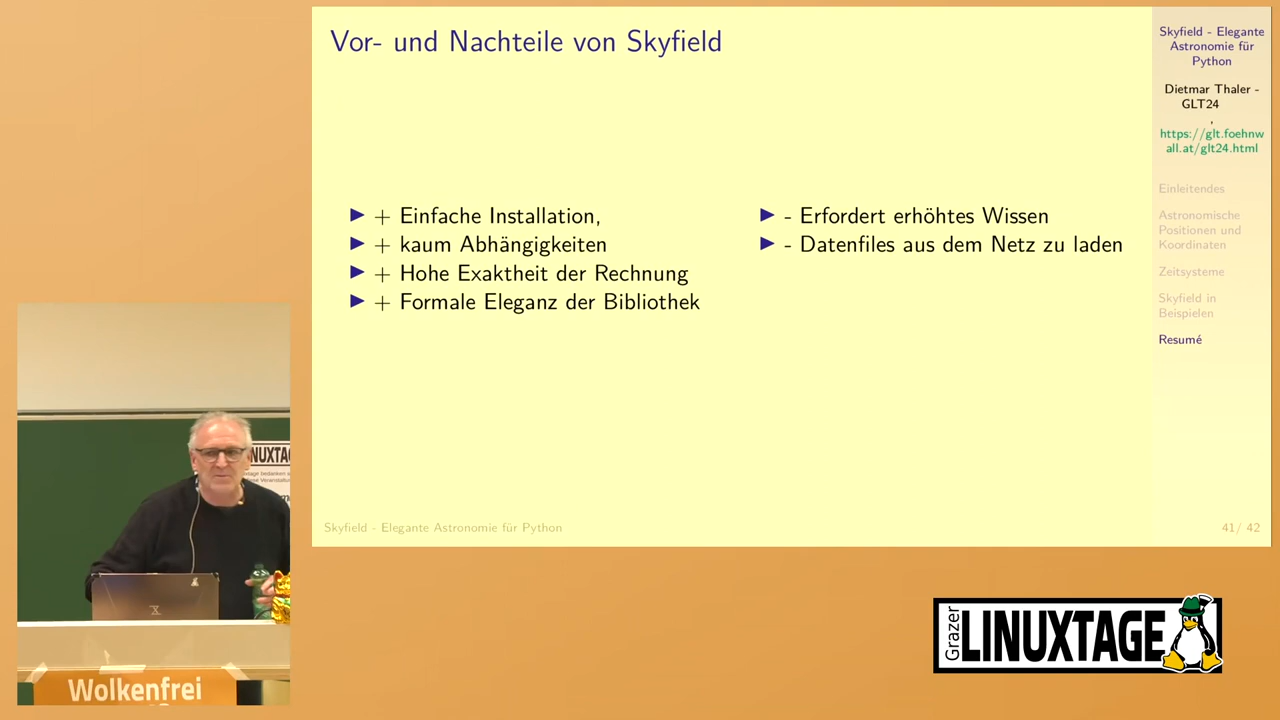 Vor- und Nachteile von Skyfield
▶ + Einfache Installation,
▶ + kaum Abhängigkeiten
▶ + Hohe Exaktheit der Rechnung
▶ + Formale Eleganz der Bibliothek
▶ - Erfordert erhöhtes Wissen
▶ - Datenfiles aus dem Netz zu laden
Skyfield - Elegante Astronomie für Python
41/ 42
Skyfield - Elegante
Astronomie für
Python
Dietmar Thaler -
GLT24
,
https://glt.foehnw
all.at/glt24.html
Einleitendes
Astronomische
Positionen und
Koordinaten
Zeitsysteme
Skyfield in
Beispielen
Resumé
NUXTA
Wolkenfrei
Grazer
LINUXTAGE